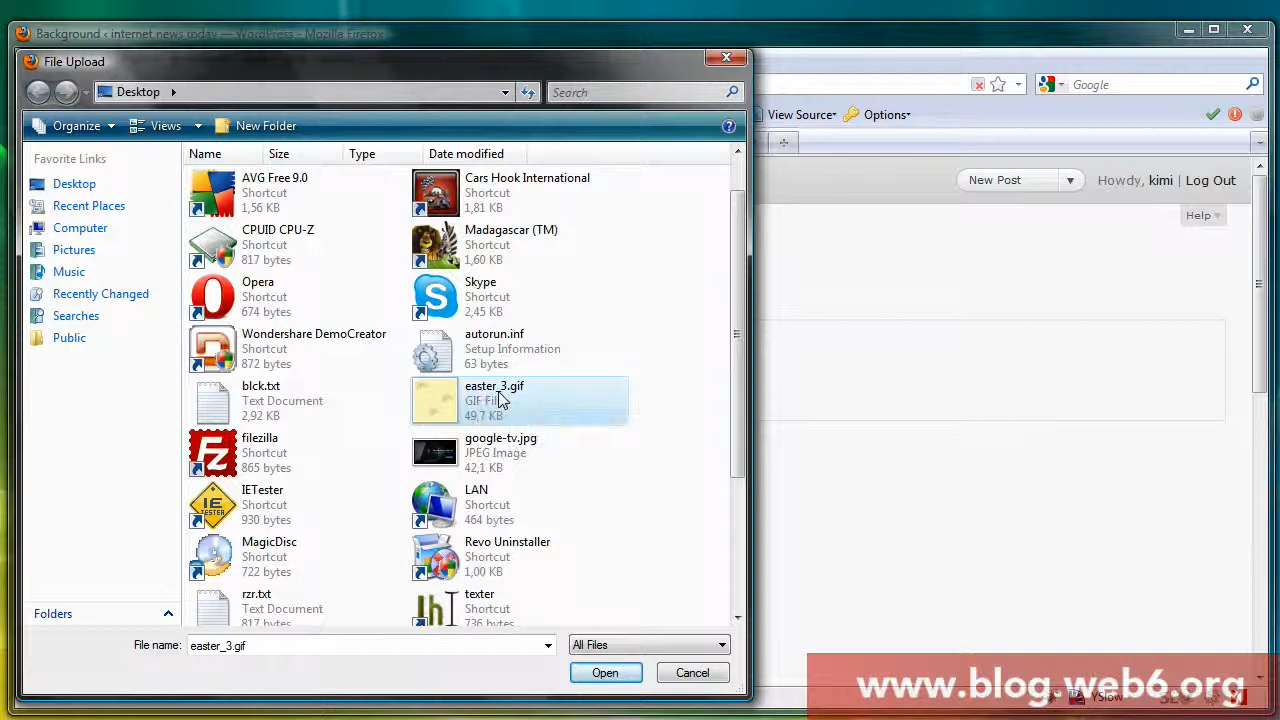 Background ‹ internet news today — WordPress - Mozilla Firefox
File Upload
Desktop
Search
Google
Organize
Views
New Folder
View Source
Options
Favorite Links
Name
Size
Type
Date modified
Desktop
Recent Places
Computer
Pictures
Music
Recently Changed
Searches
Public
Folders
AVG Free 9.0
Shortcut
1,56 KB
Cars Hook International
Shortcut
1,81 KB
CPUID CPU-Z
Shortcut
817 bytes
Madagascar (TM)
Shortcut
1,60 KB
Opera
Shortcut
674 bytes
Skype
Shortcut
2,45 KB
Wondershare DemoCreator
Shortcut
872 bytes
autorun.inf
Setup Information
63 bytes
blck.txt
Text Document
2,92 KB
easter_3.gif
GIF
49,7 KB
filezilla
Shortcut
865 bytes
google-tv.jpg
JPEG Image
42,1 KB
IETester
Shortcut
930 bytes
LAN
Shortcut
464 bytes
MagicDisc
Shortcut
722 bytes
Revo Uninstaller
Shortcut
1,00 KB
rzr.txt
Text Document
817 bytes
texter
Shortcut
736 bytes
File name:
easter_3.gif
All Files
Open
Cancel
New Post
Howdy, kimi | Log Out
Help
www.blog.web6.org
YSlow